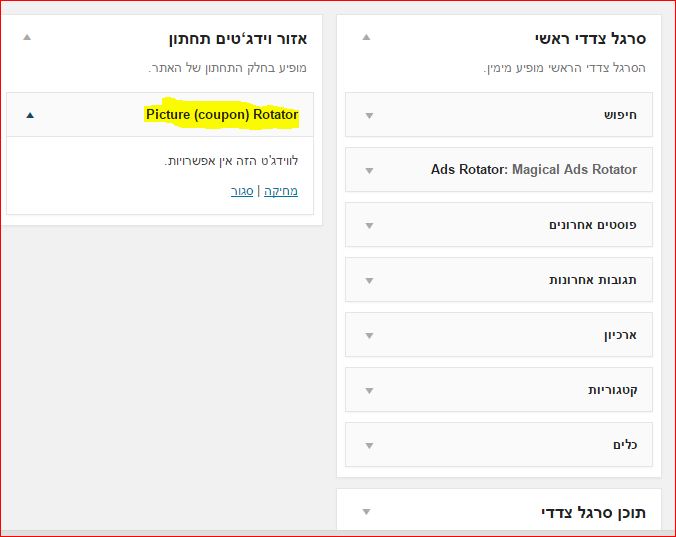 סרגל צדדי ראשי
הסרגל צדדי הראשי מופיע מימין.
חיפוש
Ads Rotator: Magical Ads Rotator
פוסטים אחרונים
תגובות אחרונות
ארכיון
קטגוריות
כלים
תוכן סרגל צדדי
אזור וידג'טים תחתון
מופיע בחלק התחתון של האתר.
Picture (coupon) Rotator
לווידג'ט הזה אין אפשרויות.
מחיקה | סגור